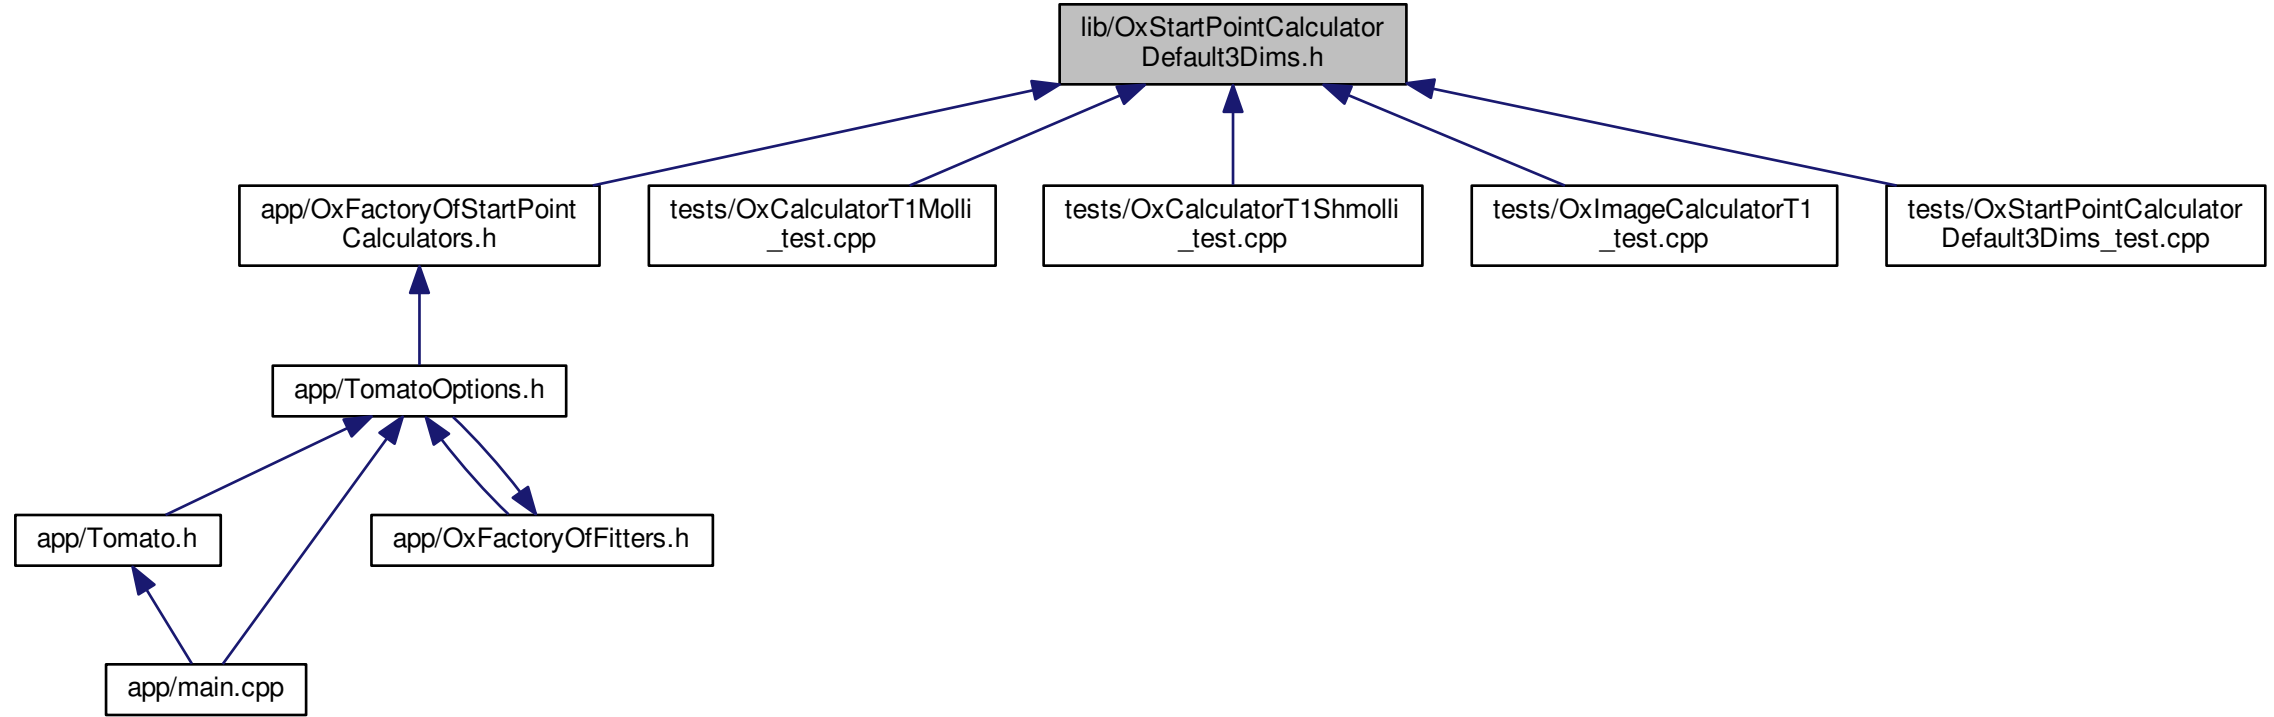 lib/OxStartPointCalculator
Default3Dims.h
app/OxFactoryOfStartPoint
Calculators.h
tests/OxCalculatorT1Molli
_test.cpp
tests/OxCalculatorT1Shmolli
_test.cpp
tests/OxImageCalculatorT1
_test.cpp
tests/OxStartPointCalculator
Default3Dims_test.cpp
app/TomatoOptions.h
app/Tomato.h
app/OxFactoryOfFitters.h
app/main.cpp